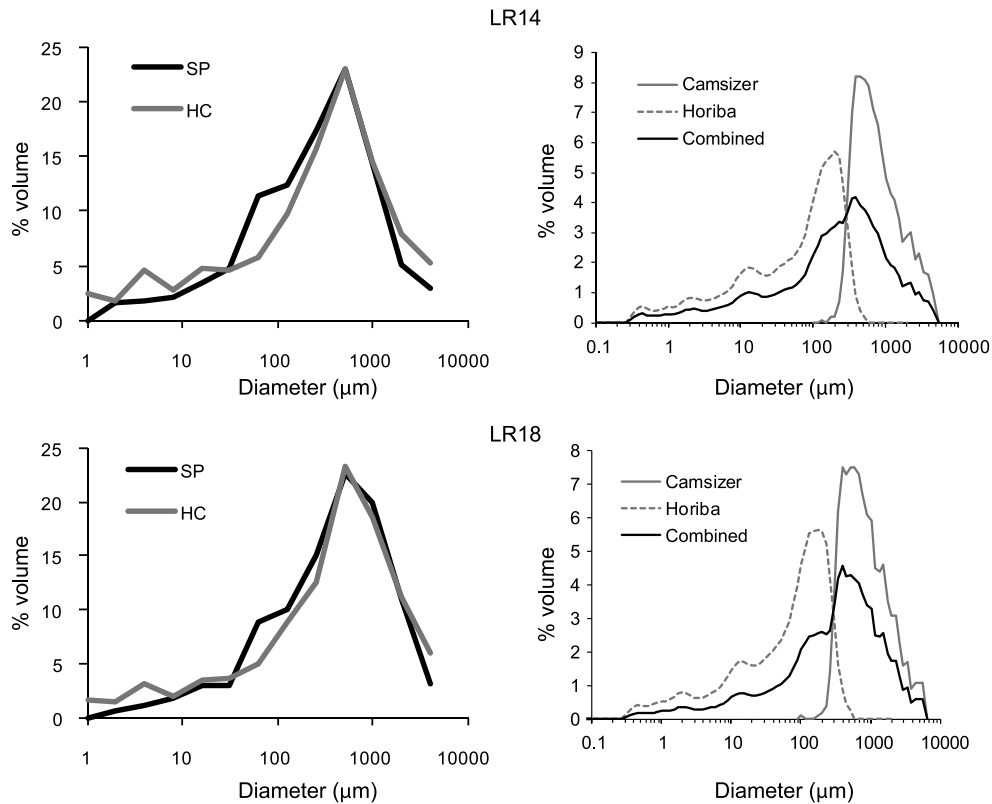 LR14
25
20
15
10
5
0
% volume
SP
HC
1
10
100
1000
10000
Diameter (µm)
9
8
7
6
5
4
3
2
1
0
% volume
Camsizer
Horiba
Combined
0.1
1
10
100
1000
10000
Diameter (µm)
LR18
25
20
15
10
5
0
% volume
SP
HC
1
10
100
1000
10000
Diameter (µm)
8
7
6
5
4
3
2
1
0
% volume
Camsizer
Horiba
Combined
0.1
1
10
100
1000
10000
Diameter (µm)